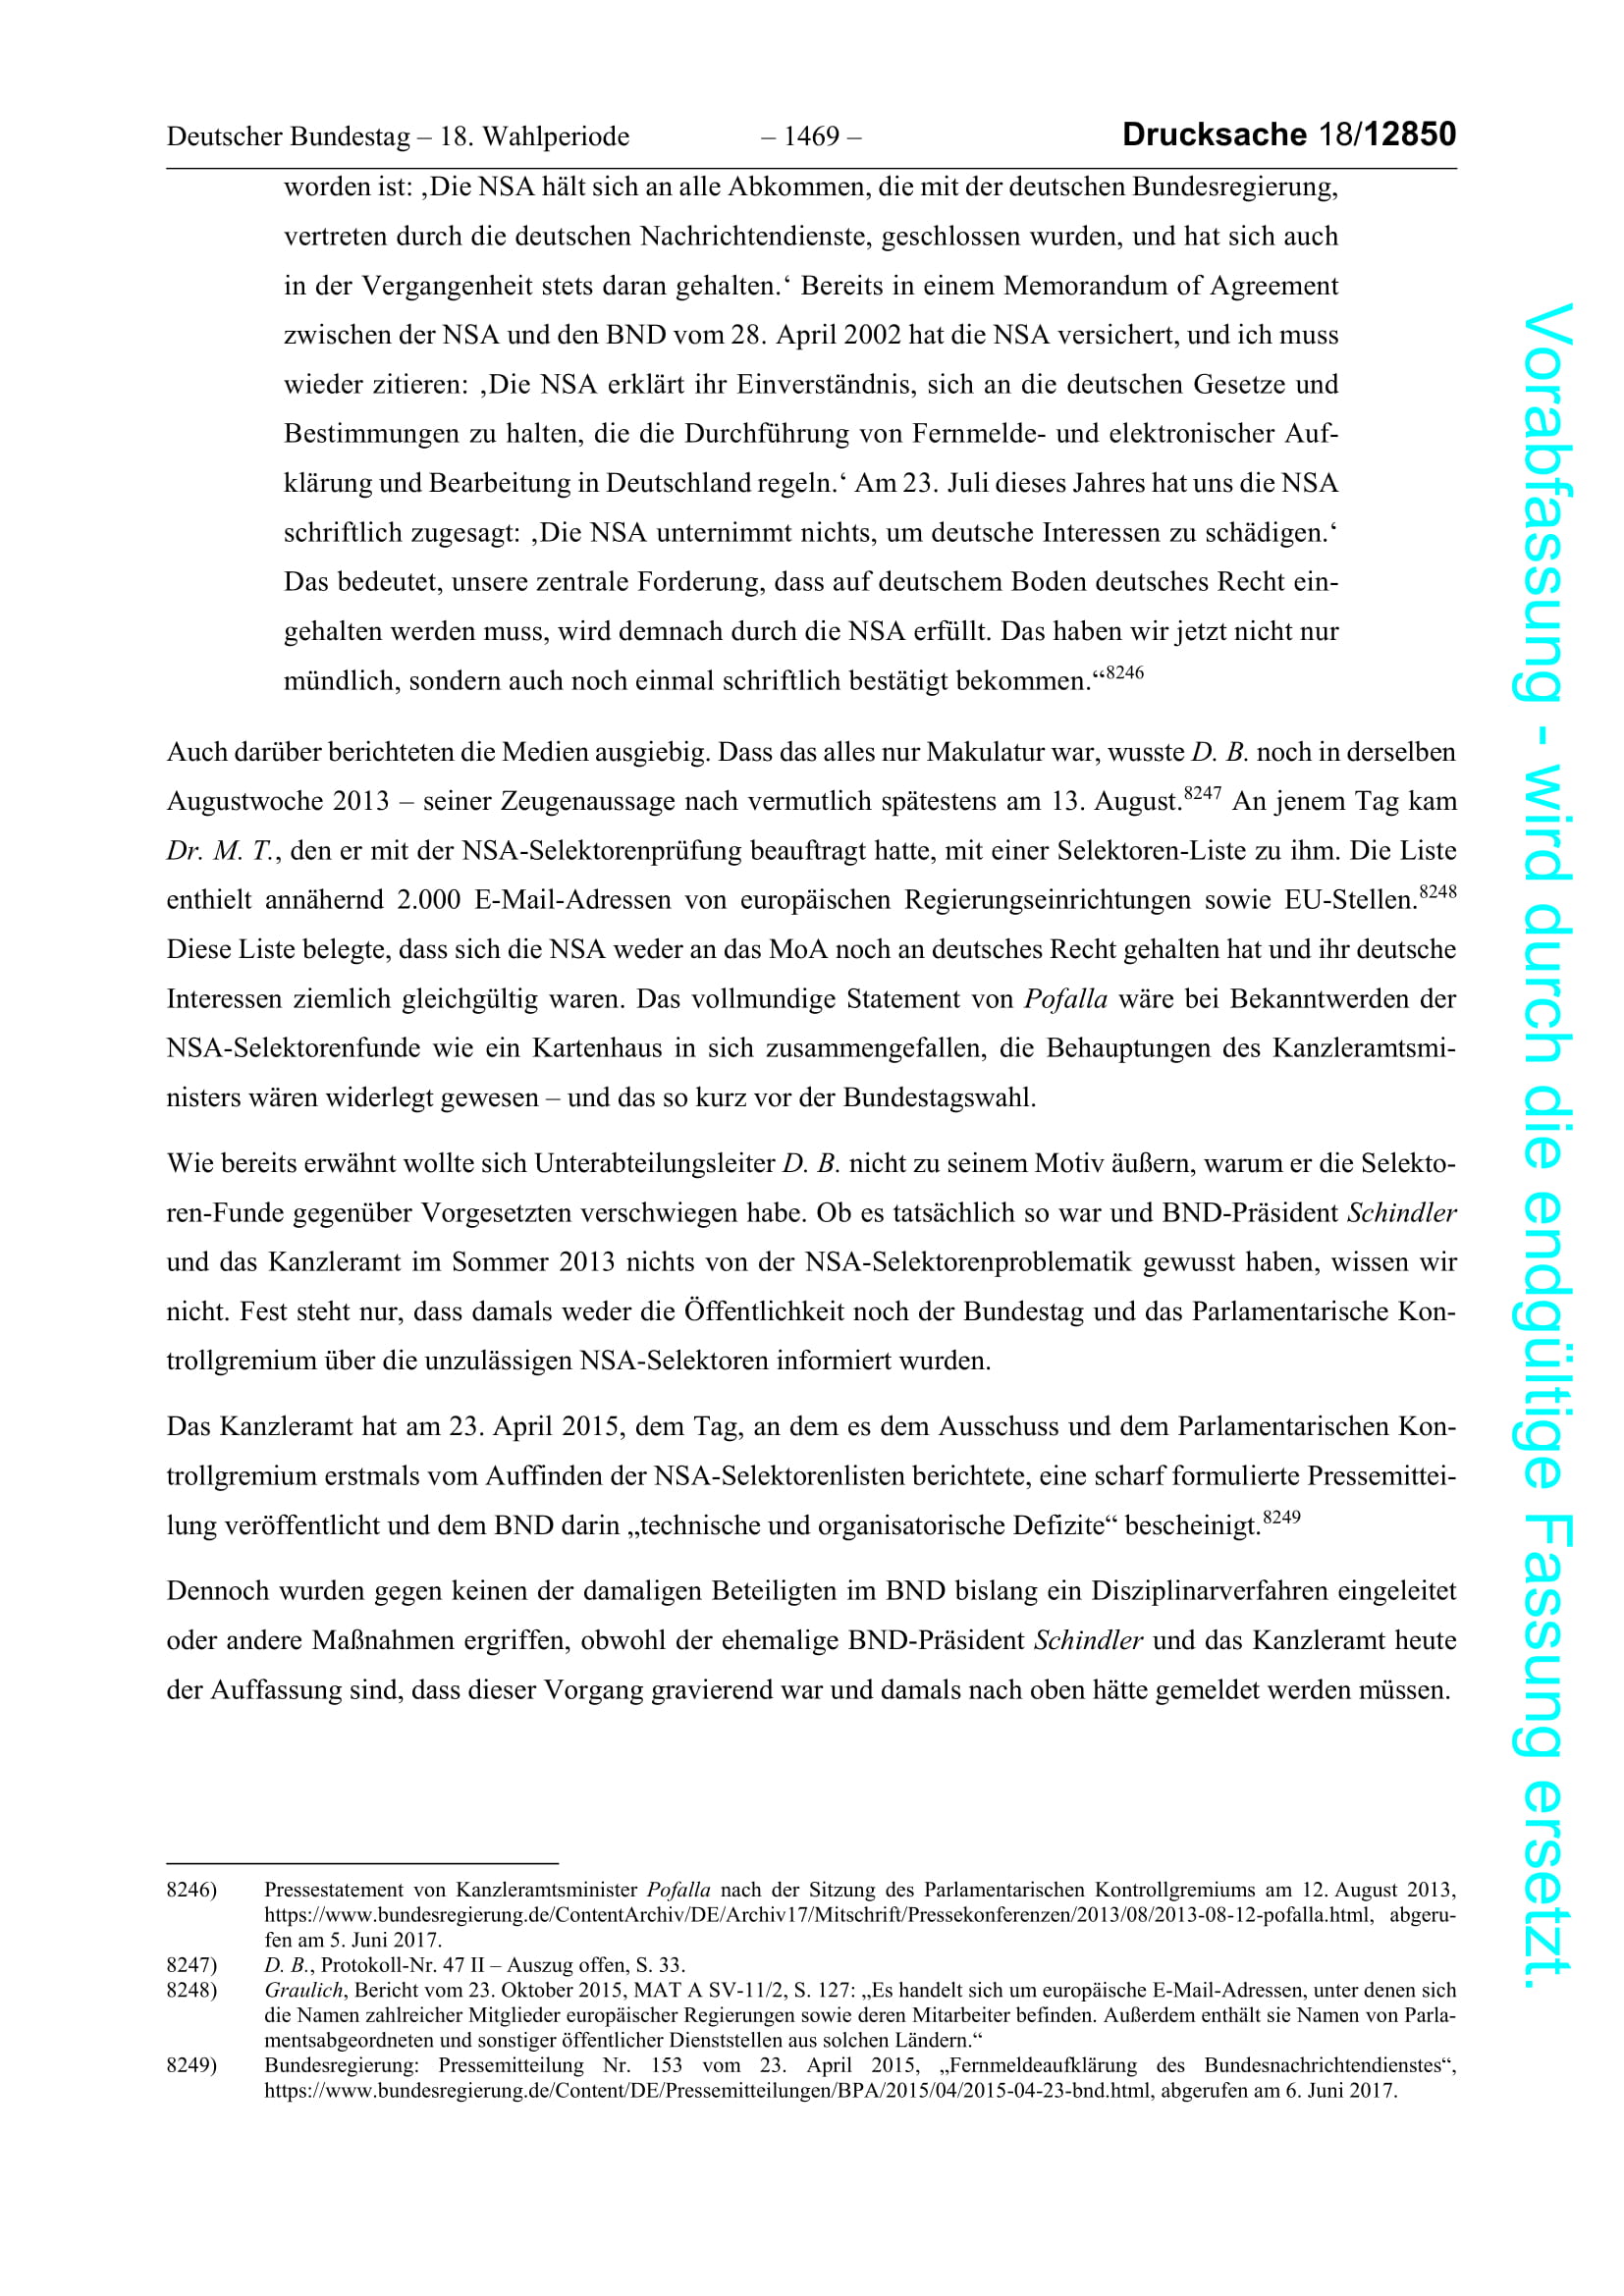 Deutscher Bundestag – 18. Wahlperiode – 1469 – Drucksache 18/12850
worden ist: ‚Die NSA hält sich an alle Abkommen, die mit der deutschen Bundesregierung,
vertreten durch die deutschen Nachrichtendienste, geschlossen wurden, und hat sich auch
in der Vergangenheit stets daran gehalten.‘ Bereits in einem Memorandum of Agreement
zwischen der NSA und den BND vom 28. April 2002 hat die NSA versichert, und ich muss
wieder zitieren: ‚Die NSA erklärt ihr Einverständnis, sich an die deutschen Gesetze und
Bestimmungen zu halten, die die Durchführung von Fernmelde- und elektronischer Auf-
klärung und Bearbeitung in Deutschland regeln.‘ Am 23. Juli dieses Jahres hat uns die NSA
schriftlich zugesagt: ‚Die NSA unternimmt nichts, um deutsche Interessen zu schädigen.‘
Das bedeutet, unsere zentrale Forderung, dass auf deutschem Boden deutsches Recht ein-
gehalten werden muss, wird demnach durch die NSA erfüllt. Das haben wir jetzt nicht nur
mündlich, sondern auch noch einmal schriftlich bestätigt bekommen.“8246
Auch darüber berichteten die Medien ausgiebig. Dass das alles nur Makulatur war, wusste D. B. noch in derselben
Augustwoche 2013 – seiner Zeugenaussage nach vermutlich spätestens am 13. August.8247 An jenem Tag kam
Dr. M. T., den er mit der NSA-Selektorenprüfung beauftragt hatte, mit einer Selektoren-Liste zu ihm. Die Liste
enthielt annähernd 2.000 E-Mail-Adressen von europäischen Regierungseinrichtungen sowie EU-Stellen.8248
Diese Liste belegte, dass sich die NSA weder an das MoA noch an deutsches Recht gehalten hat und ihr deutsche
Interessen ziemlich gleichgültig waren. Das vollmundige Statement von Pofalla wäre bei Bekanntwerden der
NSA-Selektorenfunde wie ein Kartenhaus in sich zusammengefallen, die Behauptungen des Kanzleramtsmi-
nisters wären widerlegt gewesen – und das so kurz vor der Bundestagswahl.
Wie bereits erwähnt wollte sich Unterabteilungsleiter D. B. nicht zu seinem Motiv äußern, warum er die Selekto-
ren-Funde gegenüber Vorgesetzten verschwiegen habe. Ob es tatsächlich so war und BND-Präsident Schindler
und das Kanzleramt im Sommer 2013 nichts von der NSA-Selektorenproblematik gewusst haben, wissen wir
nicht. Fest steht nur, dass damals weder die Öffentlichkeit noch der Bundestag und das Parlamentarische Kon-
trollgremium über die unzulässigen NSA-Selektoren informiert wurden.
Das Kanzleramt hat am 23. April 2015, dem Tag, an dem es dem Ausschuss und dem Parlamentarischen Kon-
trollgremium erstmals vom Auffinden der NSA-Selektorenlisten berichtete, eine scharf formulierte Pressemittei-
lung veröffentlicht und dem BND darin „technische und organisatorische Defizite“ bescheinigt.8249
Dennoch wurden gegen keinen der damaligen Beteiligten im BND bislang ein Disziplinarverfahren eingeleitet
oder andere Maßnahmen ergriffen, obwohl der ehemalige BND-Präsident Schindler und das Kanzleramt heute
der Auffassung sind, dass dieser Vorgang gravierend war und damals nach oben hätte gemeldet werden müssen.
8246) Pressestatement von Kanzleramtsminister Pofalla nach der Sitzung des Parlamentarischen Kontrollgremiums am 12. August 2013,
https://www.bundesregierung.de/ContentArchiv/DE/Archiv17/Mitschrift/Pressekonferenzen/2013/08/2013-08-12-pofalla.html, abgeru-
fen am 5. Juni 2017.
8247) D. B., Protokoll-Nr. 47 II – Auszug offen, S. 33.
8248) Graulich, Bericht vom 23. Oktober 2015, MAT A SV-11/2, S. 127: „Es handelt sich um europäische E-Mail-Adressen, unter denen sich
die Namen zahlreicher Mitglieder europäischer Regierungen sowie deren Mitarbeiter befinden. Außerdem enthält sie Namen von Parla-
mentsabgeordneten und sonstiger öffentlicher Dienststellen aus solchen Ländern.“
8249) Bundesregierung: Pressemitteilung Nr. 153 vom 23. April 2015, „Fernmeldeaufklärung des Bundesnachrichtendienstes“,
https://www.bundesregierung.de/Content/DE/Pressemitteilungen/BPA/2015/04/2015-04-23-bnd.html, abgerufen am 6. Juni 2017.
Vorabfassung - wird durch die endgültige Fassung ersetzt.